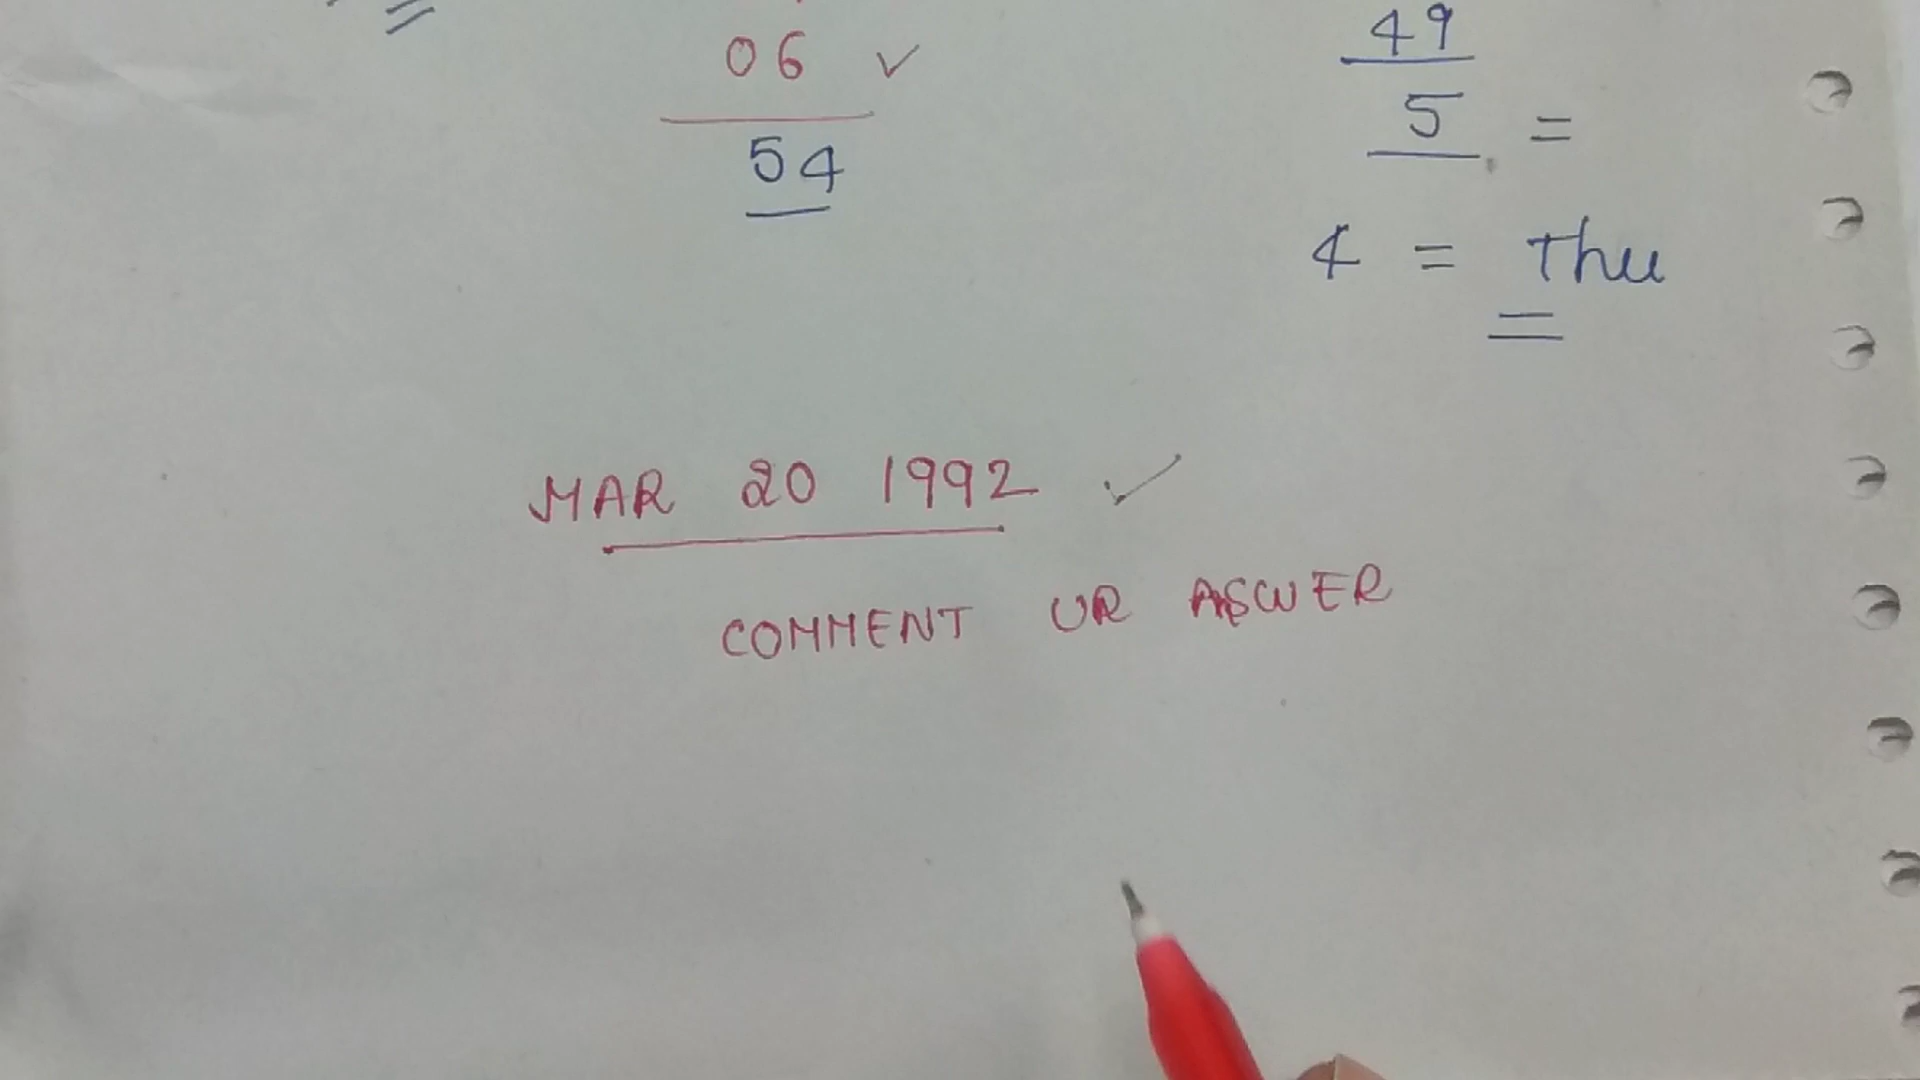 06 ✓
54
49
5 =
4 = Thu
MAR 20 1992 ✓
COMMENT UR ASWER